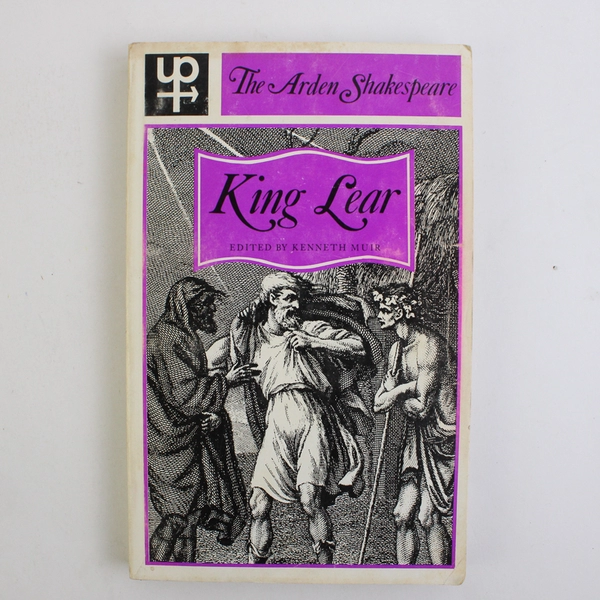 up
The Arden Shakespeare
King Lear
EDITED BY KENNETH MUIR